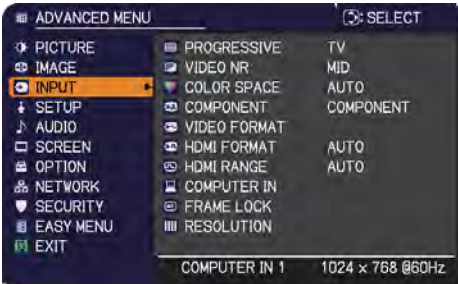 ADVANCED MENU : SELECT
PICTURE PROGRESSIVE TV
IMAGE VIDEO NR MID
INPUT COLOR SPACE AUTO
SETUP COMPONENT COMPONENT
AUDIO VIDEO FORMAT
SCREEN HDMI FORMAT AUTO
OPTION HDMI RANGE AUTO
NETWORK COMPUTER IN
SECURITY FRAME LOCK
EASY MENU RESOLUTION
EXIT
COMPUTER IN 1 1024 x 768 @60Hz